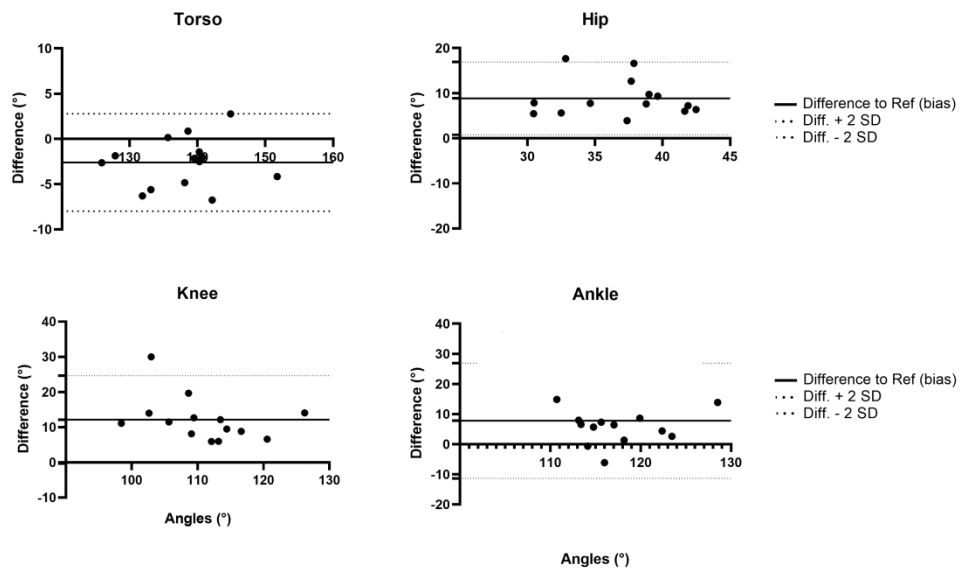 Torso
10
5
0
-5
-10
130
140
150
160
Difference (°)
Hip
20
10
0
-10
-20
30
35
40
45
Difference (°)
Difference to Ref (bias)
Diff. + 2 SD
Diff. - 2 SD
Knee
40
30
20
10
0
-10
100
110
120
130
Difference (°)
Angles (°)
Ankle
40
30
20
10
0
-10
-20
110
120
130
Difference (°)
Angles (°)
Difference to Ref (bias)
Diff. + 2 SD
Diff. - 2 SD